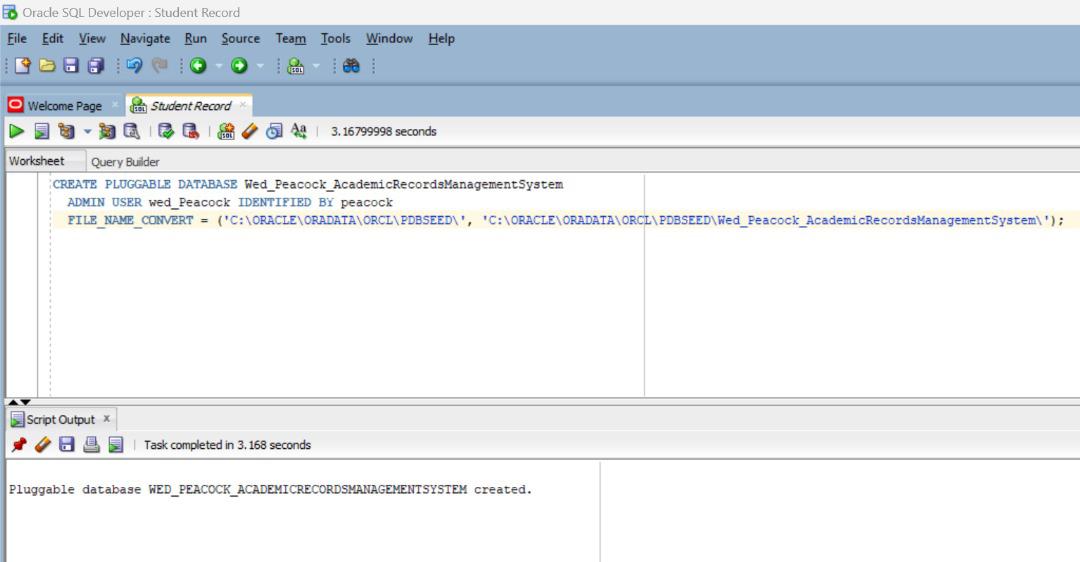 Oracle SQL Developer : Student Record
File Edit View Navigate Run Source Team Tools Window Help
Welcome Page Student Record
3.16799998 seconds
Worksheet Query Builder
CREATE PLUGGABLE DATABASE Wed_Peacock_AcademicRecordsManagementSystem
ADMIN USER wed_Peacock IDENTIFIED BY peacock
FILE_NAME_CONVERT = ('C:\ORACLE\ORADATA\ORCL\PDBSEED\', 'C:\ORACLE\ORADATA\ORCL\PDBSEED\Wed_Peacock_AcademicRecordsManagementSystem\');
Script Output x
Task completed in 3.168 seconds
Pluggable database WED_PEACOCK_ACADEMICRECORDSMANAGEMENTSYSTEM created.